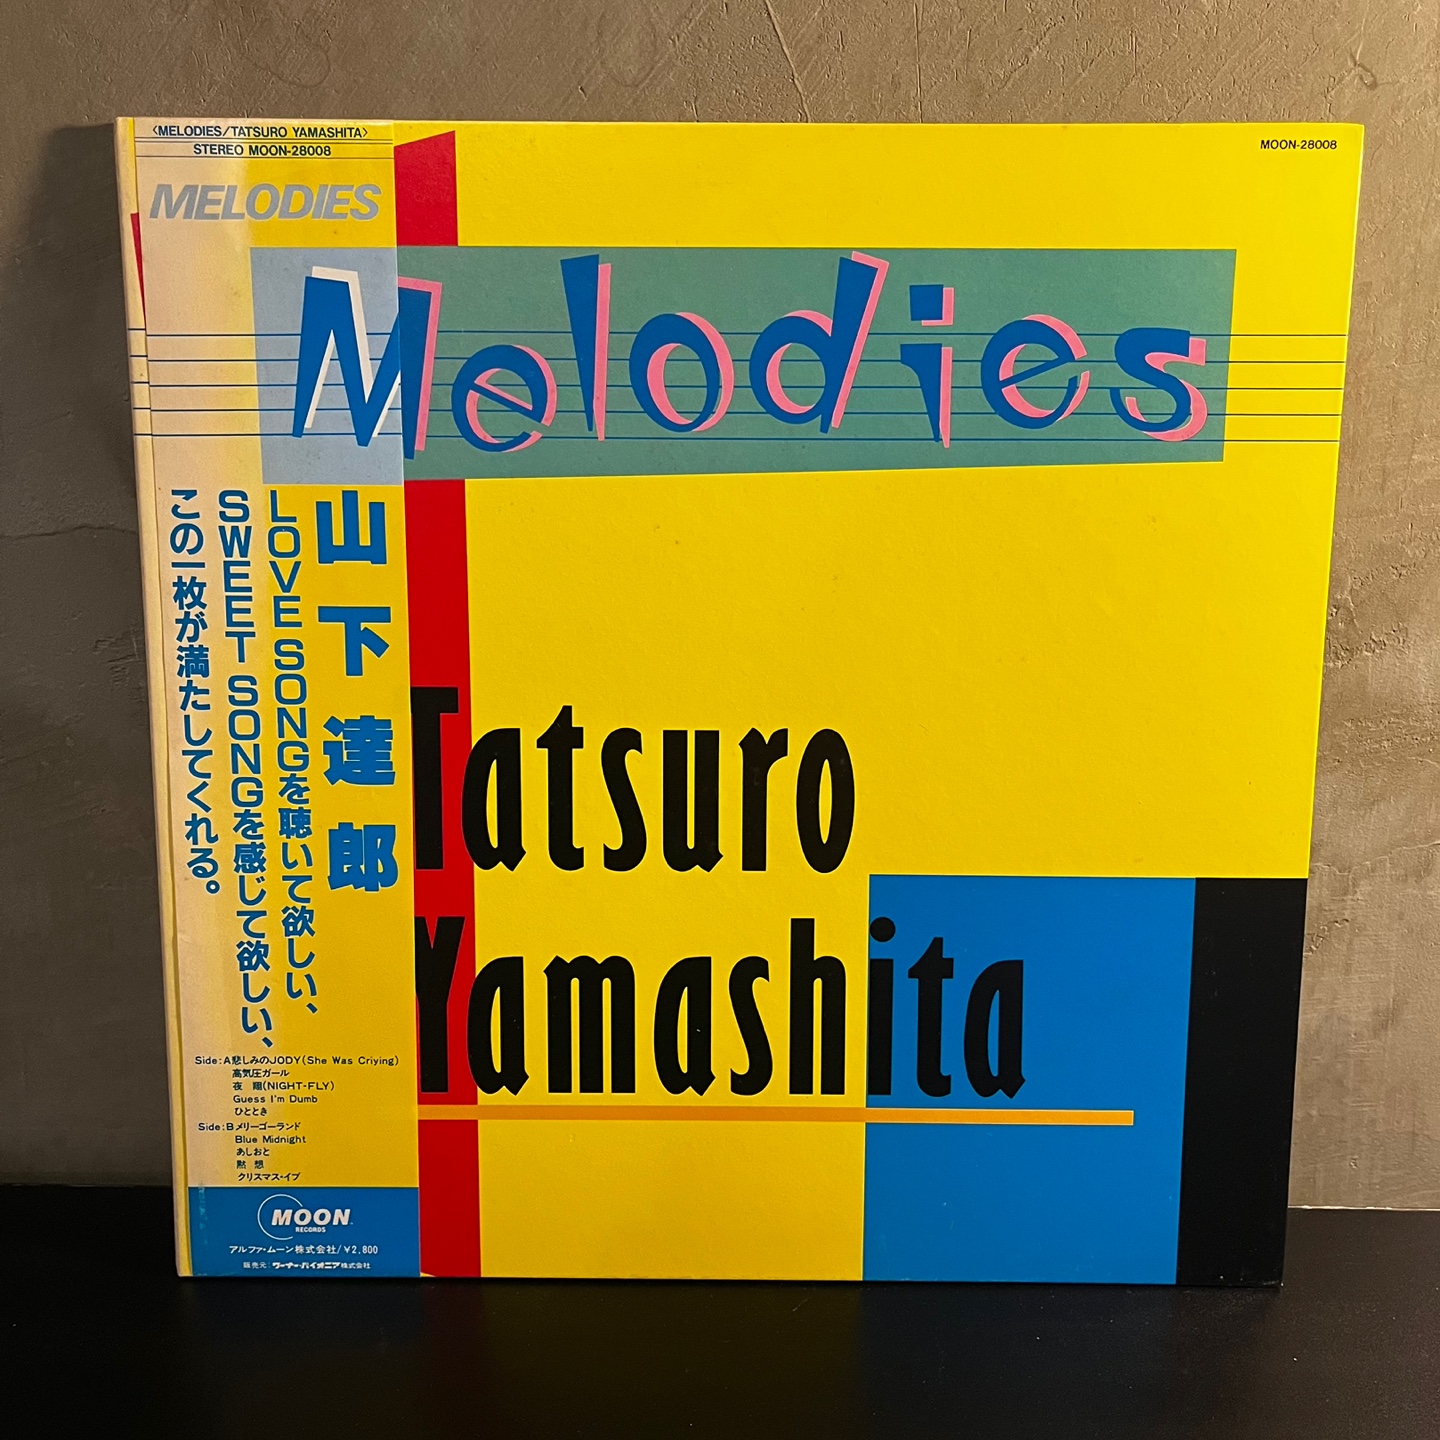 〈MELODIES/TATSURO YAMASHITA〉
STEREO MOON-28008
MELODIES
MOON-28008
Melodies
山下達郎
LOVE SONGを聴いて欲しい、
SWEET SONGを感じて欲しい、
この一枚が満たしてくれる。
Tatsuro
Yamashita
Side:A悲しみのJODY(She Was Criying)
高気圧ガール
夜 翔(NIGHT-FLY)
Guess I'm Dumb
ひととき
Side:Bメリーゴーランド
Blue Midnight
あしおと
黙 想
クリスマス・イブ
MOON
RECORDS
アルファ・ムーン株式会社/¥2,800
販売元:ワーナー・パイオニア株式会社